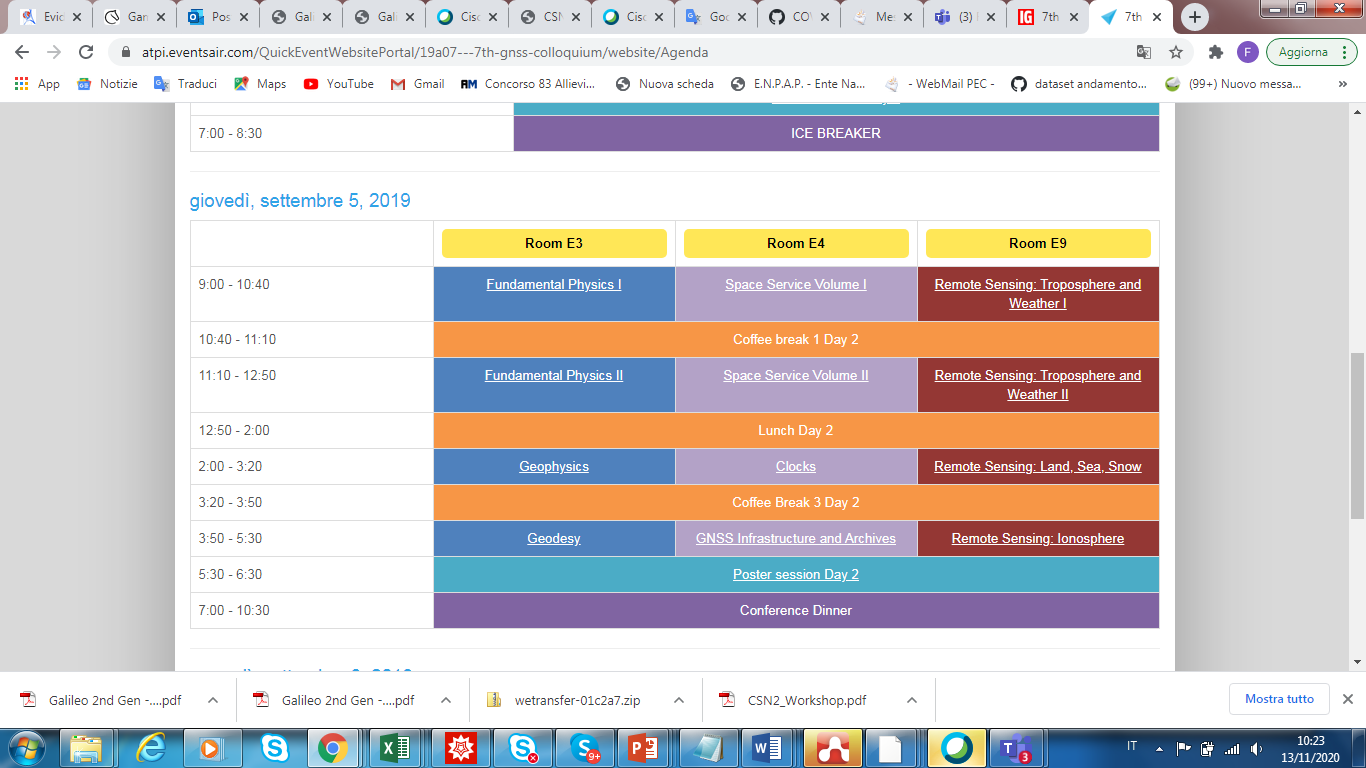 Evid
Gan
Pos
Gali
Gali
Cisc
CSN
Cisc
Goo
COV
Me
(3)
7th
7th
atpi.eventsair.com/QuickEventWebsitePortal/19a07---7th-gnss-colloquium/website/Agenda
F
Aggiorna
App
Notizie
Traduci
Maps
YouTube
Gmail
AM Concorso 83 Allievi...
Nuova scheda
E.N.P.A.P. - Ente Na...
- WebMail PEC -
dataset andamento...
(99+) Nuovo messa...
»
7:00 - 8:30 ICE BREAKER
giovedì, settembre 5, 2019
Room E3 Room E4 Room E9
9:00 - 10:40 Fundamental Physics I Space Service Volume I Remote Sensing: Troposphere and
Weather I
10:40 - 11:10 Coffee break 1 Day 2
11:10 - 12:50 Fundamental Physics II Space Service Volume II Remote Sensing: Troposphere and
Weather II
12:50 - 2:00 Lunch Day 2
2:00 - 3:20 Geophysics Clocks Remote Sensing: Land, Sea, Snow
3:20 - 3:50 Coffee Break 3 Day 2
3:50 - 5:30 Geodesy GNSS Infrastructure and Archives Remote Sensing: Ionosphere
5:30 - 6:30 Poster session Day 2
7:00 - 10:30 Conference Dinner
Galileo 2nd Gen -....pdf
Galileo 2nd Gen -....pdf
wetransfer-01c2a7.zip
CSN2_Workshop.pdf
Mostra tutto
IT
10:23
13/11/2020